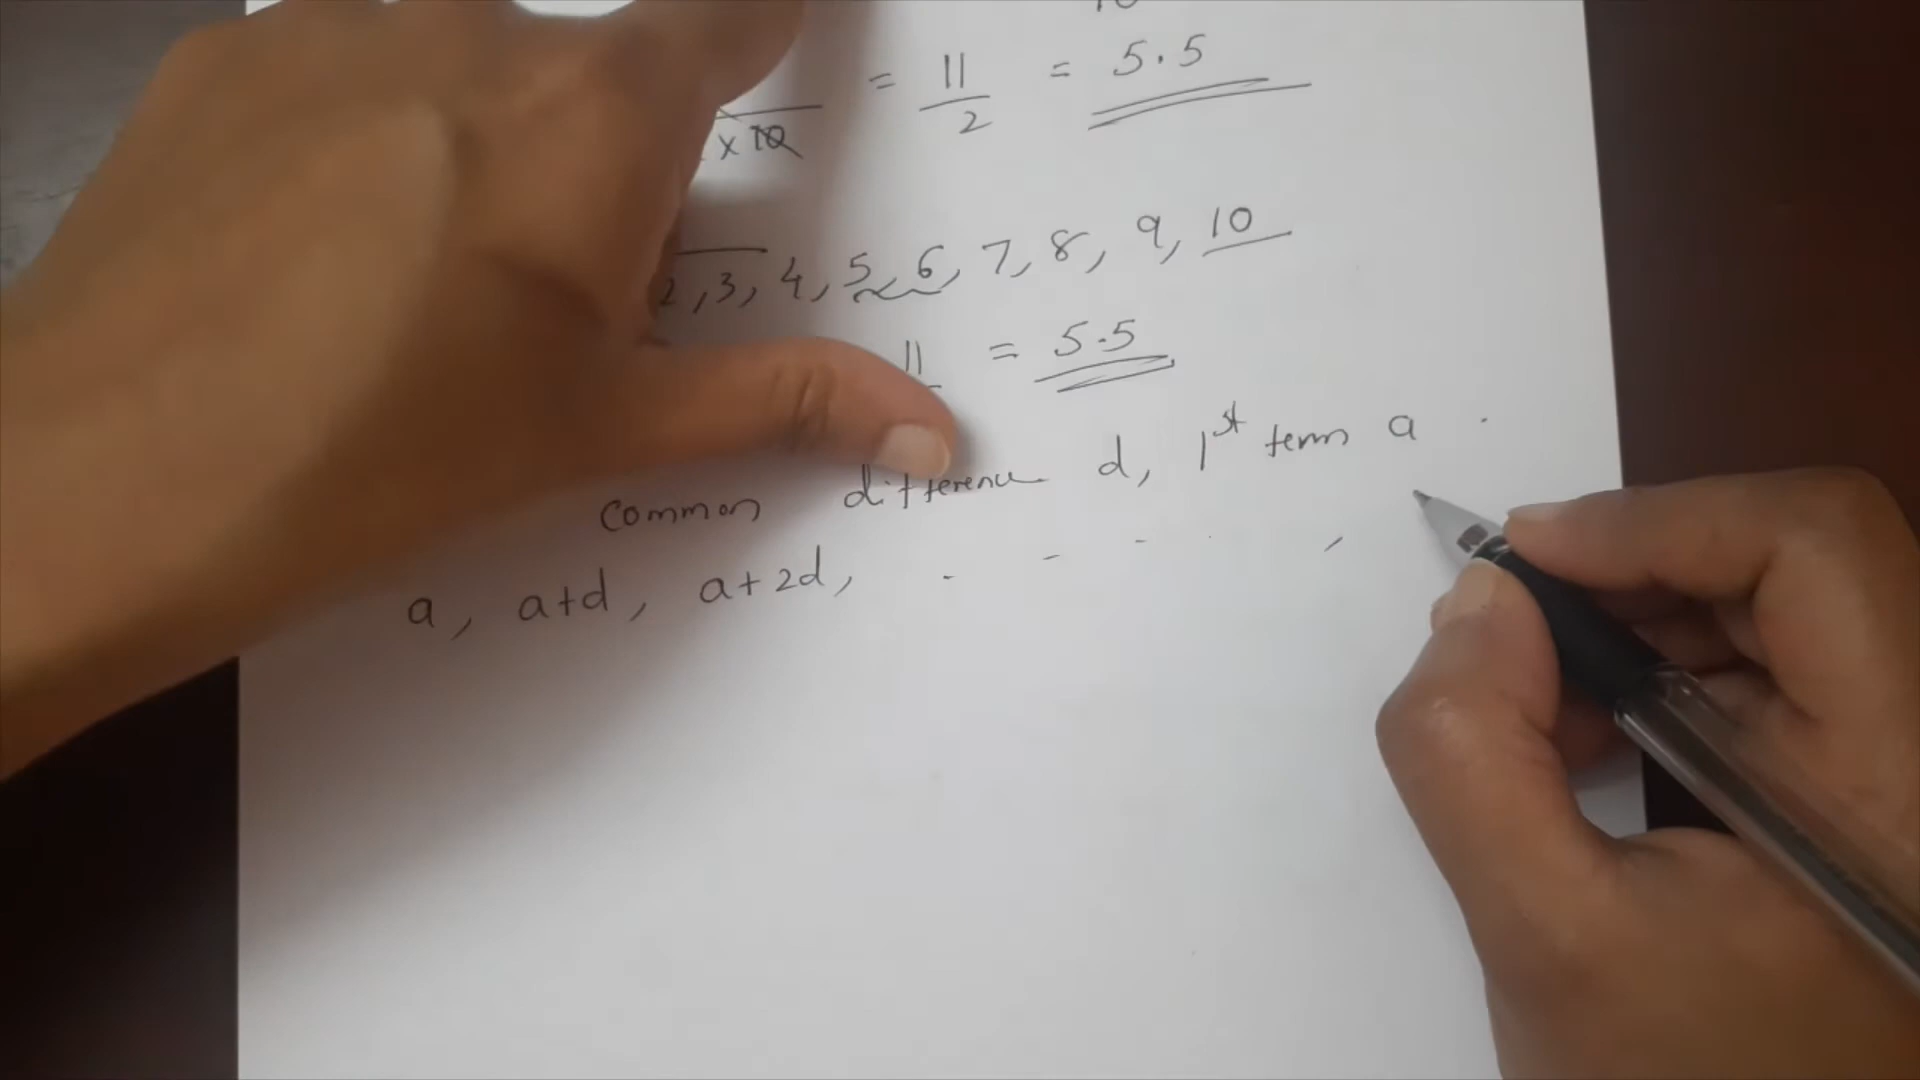 = 11/2 = 5.5
x 10
2, 3, 4, 5, 6, 7, 8, 9, 10
11 = 5.5
common difference d, 1st term a
a, a+d, a+2d, . - - . ,